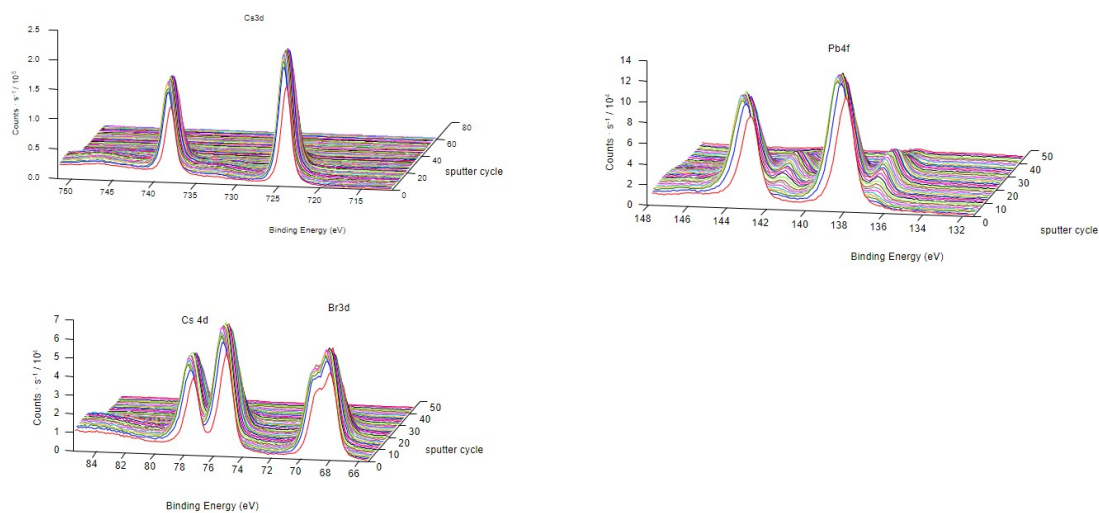 Cs3d
2.5
2.0
1.5
1.0
0.5
0.0
Counts · s⁻¹ / 10⁵
80
60
40
20
0
sputter cycle
750 745 740 735 730 725 720 715
Binding Energy (eV)
Pb4f
14
12
10
8
6
4
2
0
Counts · s⁻¹ / 10⁴
50
40
30
20
10
0
sputter cycle
148 146 144 142 140 138 136 134 132
Binding Energy (eV)
Br3d
Cs 4d
7
6
5
4
3
2
1
0
Counts · s⁻¹ / 10⁴
50
40
30
20
10
0
sputter cycle
84 82 80 78 76 74 72 70 68 66
Binding Energy (eV)